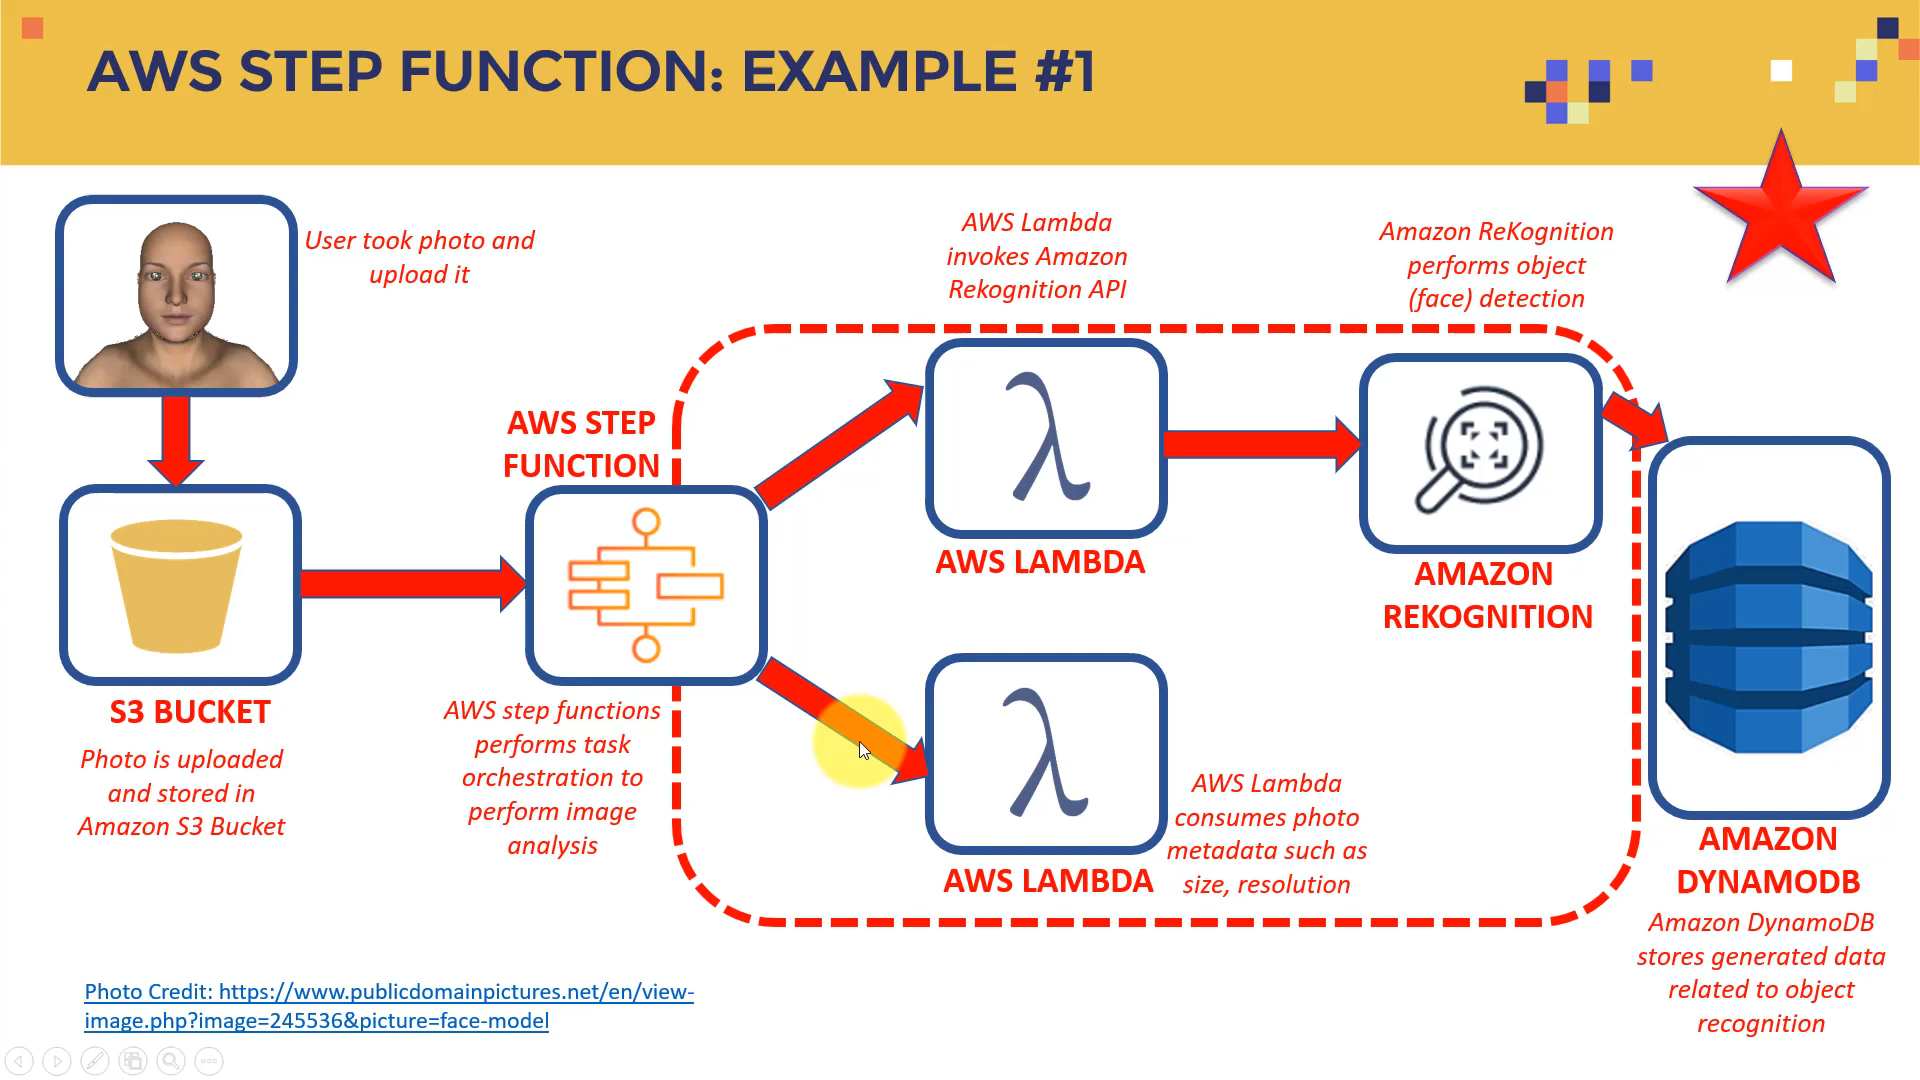 AWS STEP FUNCTION: EXAMPLE #1
User took photo and
upload it
AWS Lambda
invokes Amazon
Rekognition API
Amazon ReKognition
performs object
(face) detection
AWS STEP
FUNCTION
AWS LAMBDA
AMAZON
REKOGNITION
S3 BUCKET
Photo is uploaded
and stored in
Amazon S3 Bucket
AWS step functions
performs task
orchestration to
perform image
analysis
AWS LAMBDA
AWS Lambda
consumes photo
metadata such as
size, resolution
AMAZON
DYNAMODB
Amazon DynamoDB
stores generated data
related to object
recognition
Photo Credit: https://www.publicdomainpictures.net/en/view-
image.php?image=245536&picture=face-model